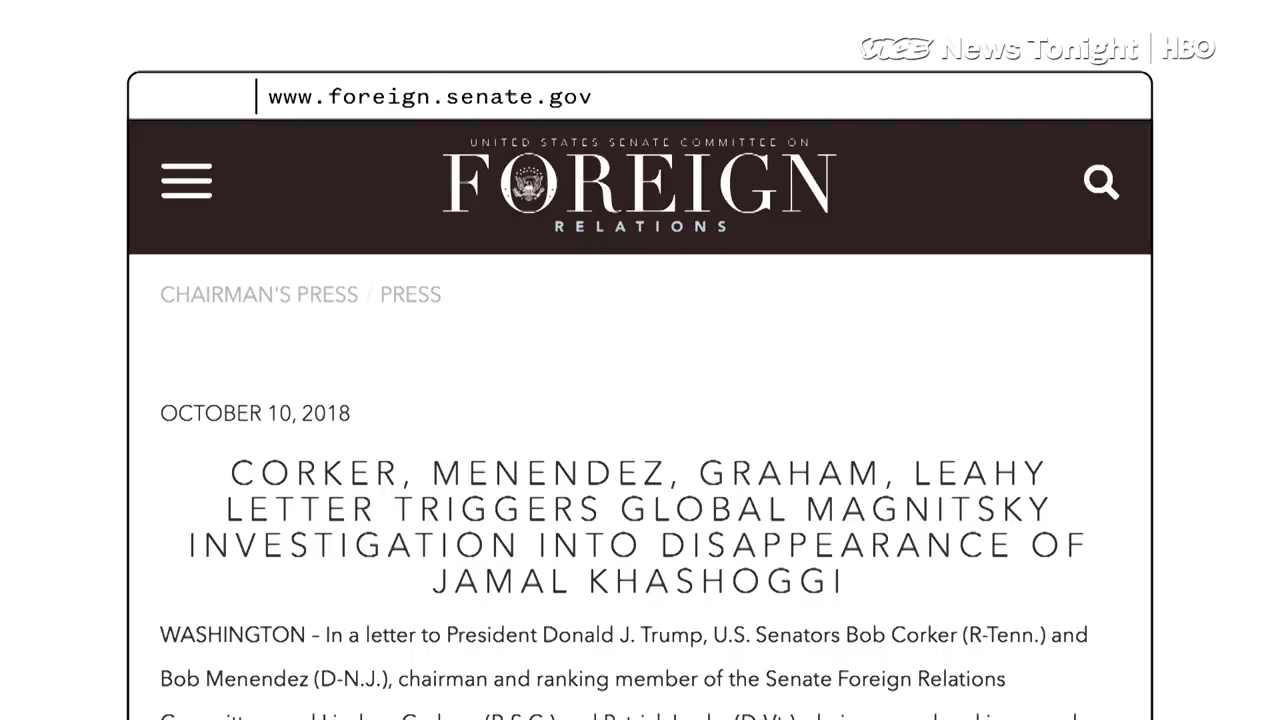 VICE News Tonight | HBO
www.foreign.senate.gov
UNITED STATES SENATE COMMITTEE ON
FOREIGN
RELATIONS
CHAIRMAN'S PRESS / PRESS
OCTOBER 10, 2018
CORKER, MENENDEZ, GRAHAM, LEAHY
LETTER TRIGGERS GLOBAL MAGNITSKY
INVESTIGATION INTO DISAPPEARANCE OF
JAMAL KHASHOGGI
WASHINGTON – In a letter to President Donald J. Trump, U.S. Senators Bob Corker (R-Tenn.) and
Bob Menendez (D-N.J.), chairman and ranking member of the Senate Foreign Relations